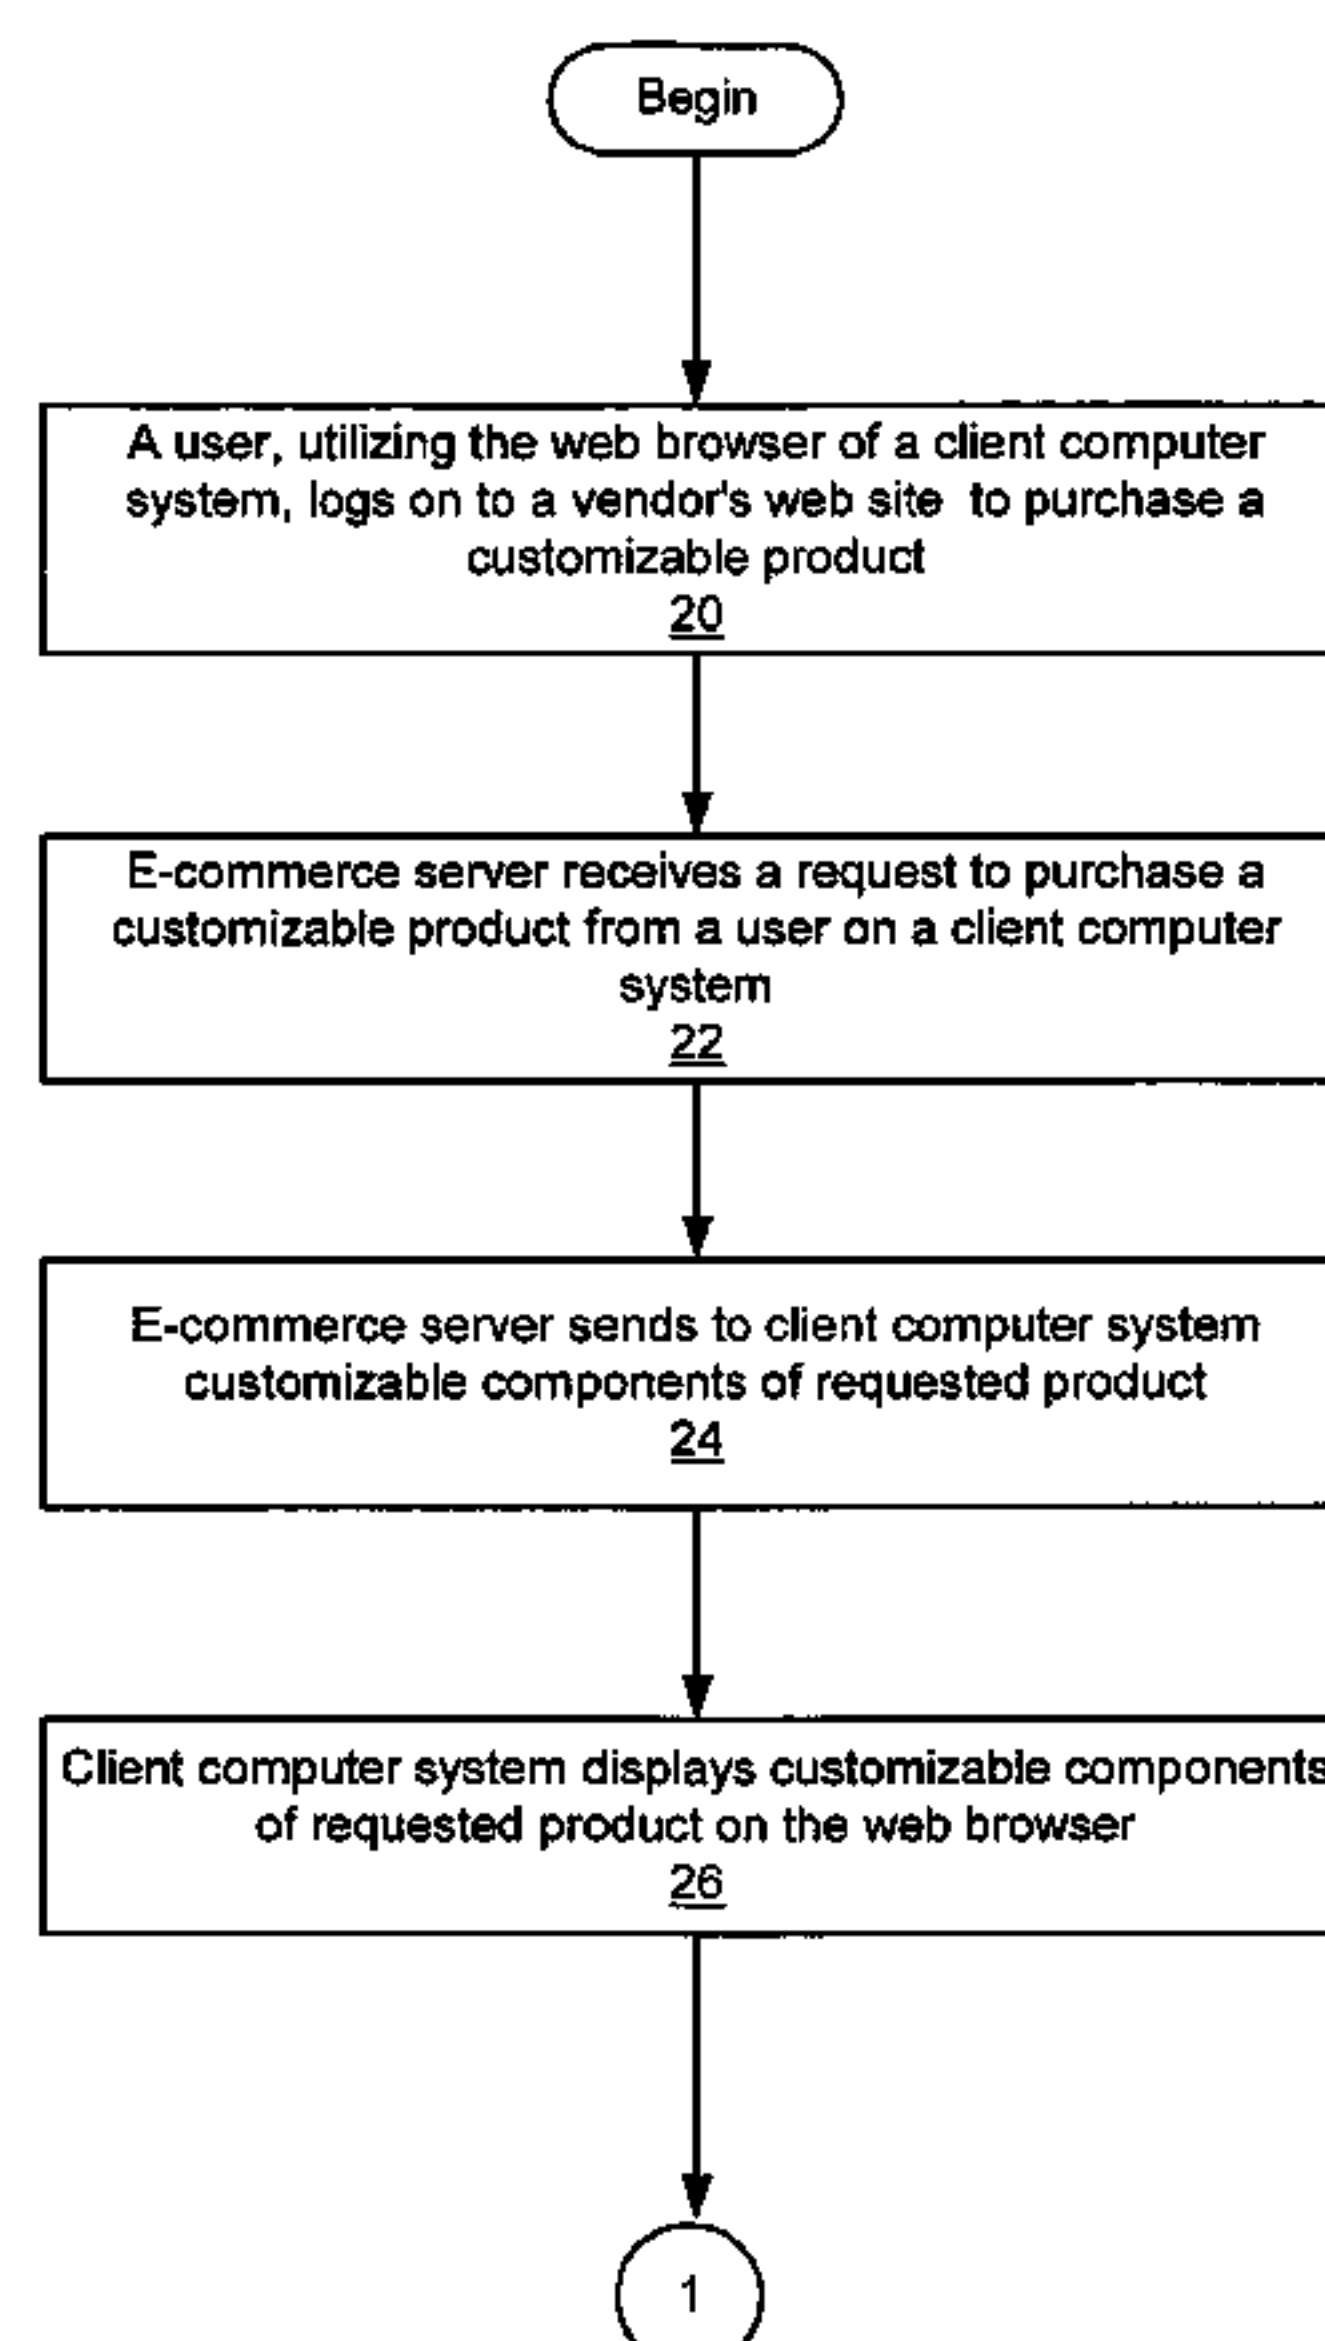 Begin
A user, utilizing the web browser of a client computer
system, logs on to a vendor's web site to purchase a
customizable product
20
E-commerce server receives a request to purchase a
customizable product from a user on a client computer
system
22
E-commerce server sends to client computer system
customizable components of requested product
24
Client computer system displays customizable components
of requested product on the web browser
26
1